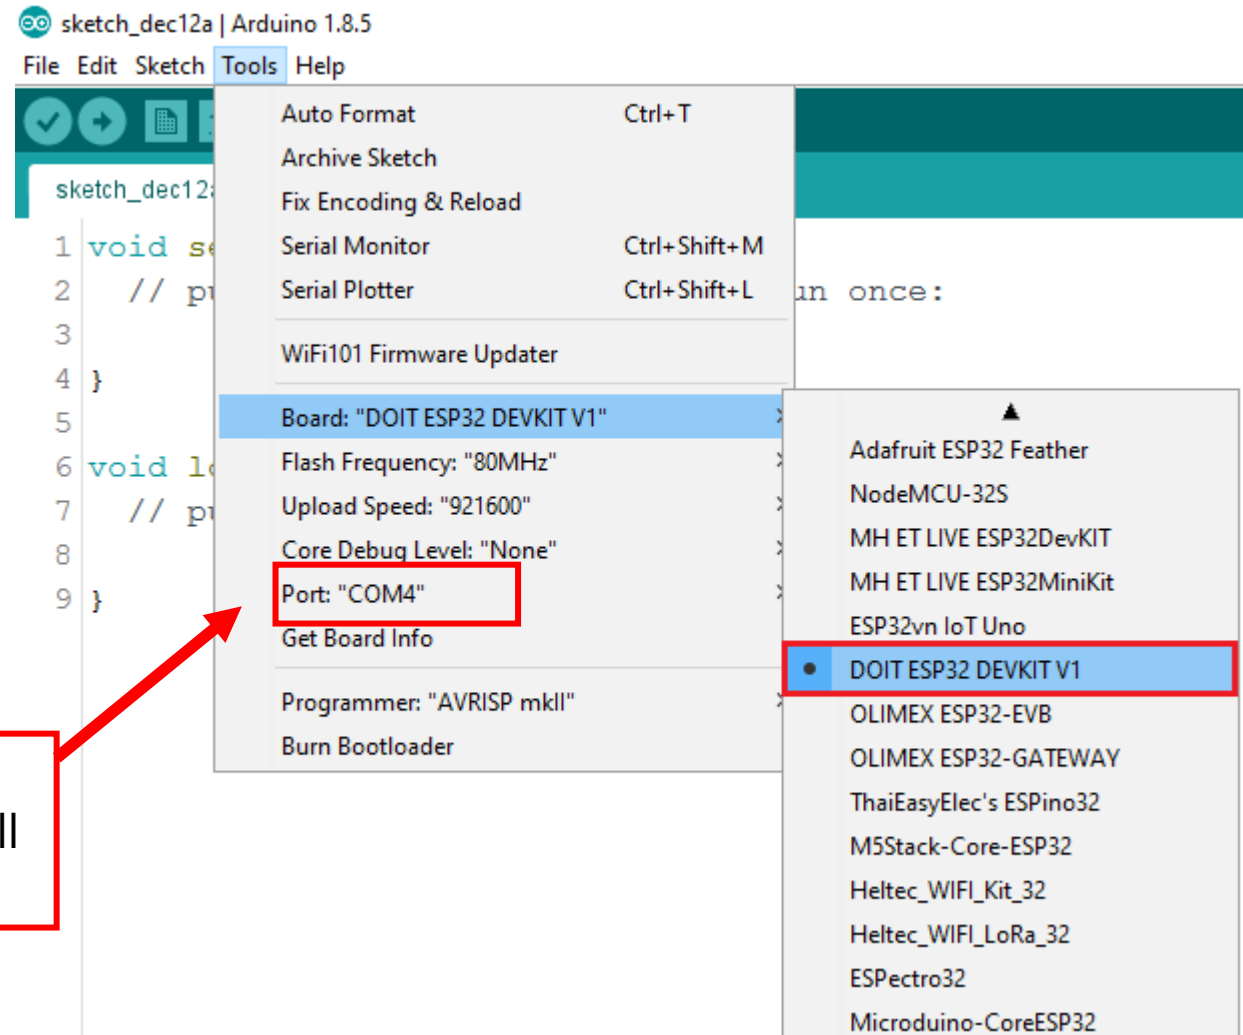 sketch_dec12a | Arduino 1.8.5
File Edit Sketch Tools Help
sketch_dec12a
1 void se
2 // pu
un once:
3
4 }
5
6 void lo
7 // pu
8
9 }
Auto Format Ctrl+T
Archive Sketch
Fix Encoding & Reload
Serial Monitor Ctrl+Shift+M
Serial Plotter Ctrl+Shift+L
WiFi101 Firmware Updater
Board: "DOIT ESP32 DEVKIT V1"
Flash Frequency: "80MHz"
Upload Speed: "921600"
Core Debug Level: "None"
Port: "COM4"
Get Board Info
Programmer: "AVRISP mkII"
Burn Bootloader
Adafruit ESP32 Feather
NodeMCU-32S
MH ET LIVE ESP32DevKIT
MH ET LIVE ESP32MiniKit
ESP32vn IoT Uno
DOIT ESP32 DEVKIT V1
OLIMEX ESP32-EVB
OLIMEX ESP32-GATEWAY
ThaiEasyElec's ESPino32
M5Stack-Core-ESP32
Heltec_WIFI_Kit_32
Heltec_WIFI_LoRa_32
ESPectro32
Microduino-CoreESP32
ll